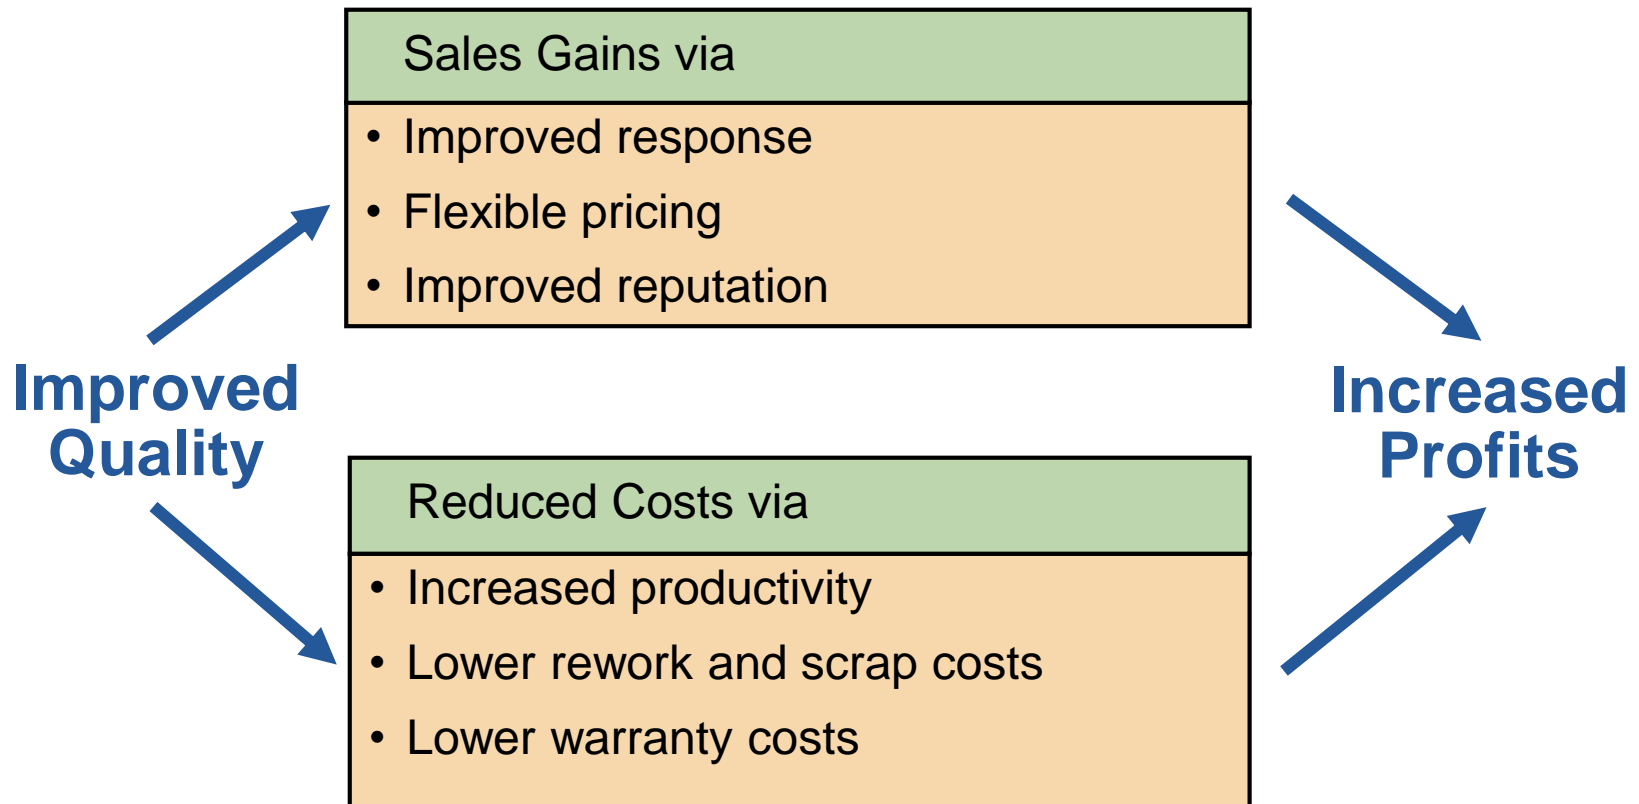 Sales Gains via
• Improved response
• Flexible pricing
• Improved reputation
Improved
Quality
Increased
Profits
Reduced Costs via
• Increased productivity
• Lower rework and scrap costs
• Lower warranty costs